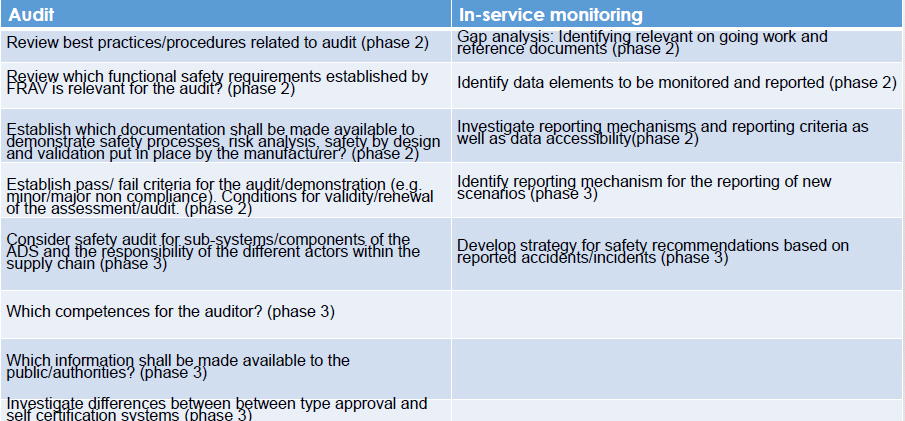 Audit
In-service monitoring
Review best practices/procedures related to audit (phase 2)
Gap analysis: Identifying relevant on going work and
reference documents (phase 2)
Review which functional safety requirements established by
FRAV is relevant for the audit? (phase 2)
Identify data elements to be monitored and reported (phase 2)
Establish which documentation shall be made available to
demonstrate safety processes, risk analysis, safety by design
and validation put in place by the manufacturer? (phase 2)
Investigate reporting mechanisms and reporting criteria as
well as data accessibility(phase 2)
Establish pass/ fail criteria for the audit/demonstration (e.g.
minor/major non compliance). Conditions for validity/renewal
of the assessment/audit. (phase 2)
Identify reporting mechanism for the reporting of new
scenarios (phase 3)
Consider safety audit for sub-systems/components of the
ADS and the responsibility of the different actors within the
supply chain (phase 3)
Develop strategy for safety recommendations based on
reported accidents/incidents (phase 3)
Which competences for the auditor? (phase 3)
Which information shall be made available to the
public/authorities? (phase 3)
Investigate differences between between type approval and
self certification systems (phase 3)